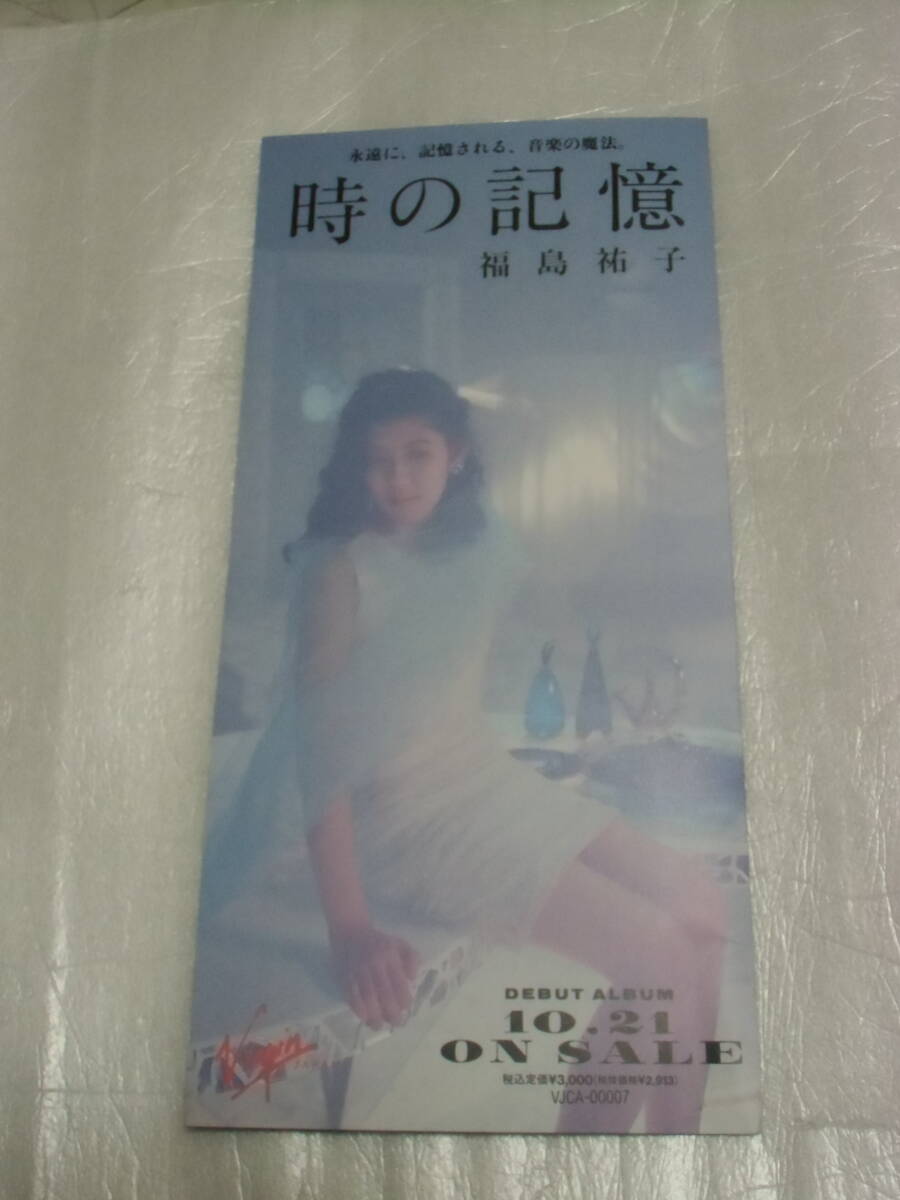 永遠に、記憶される、音楽の魔法。
時の記憶
福島祐子
DEBUT ALBUM
10.21
ON SALE
税込定価¥3,000(税抜価格¥2,913)
VJCA-00007
Virgin